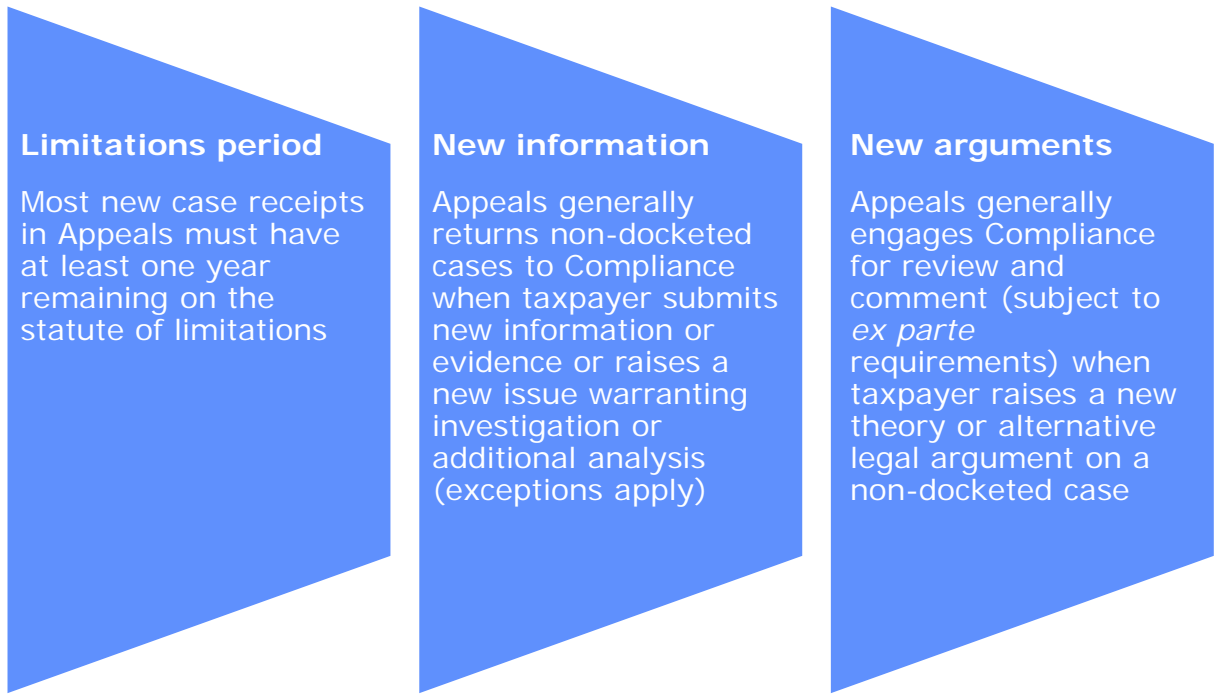 Limitations period
Most new case receipts
in Appeals must have
at least one year
remaining on the
statute of limitations
New information
Appeals generally
returns non-docketed
cases to Compliance
when taxpayer submits
new information or
evidence or raises a
new issue warranting
investigation or
additional analysis
(exceptions apply)
New arguments
Appeals generally
engages Compliance
for review and
comment (subject to
ex parte
requirements) when
taxpayer raises a new
theory or alternative
legal argument on a
non-docketed case